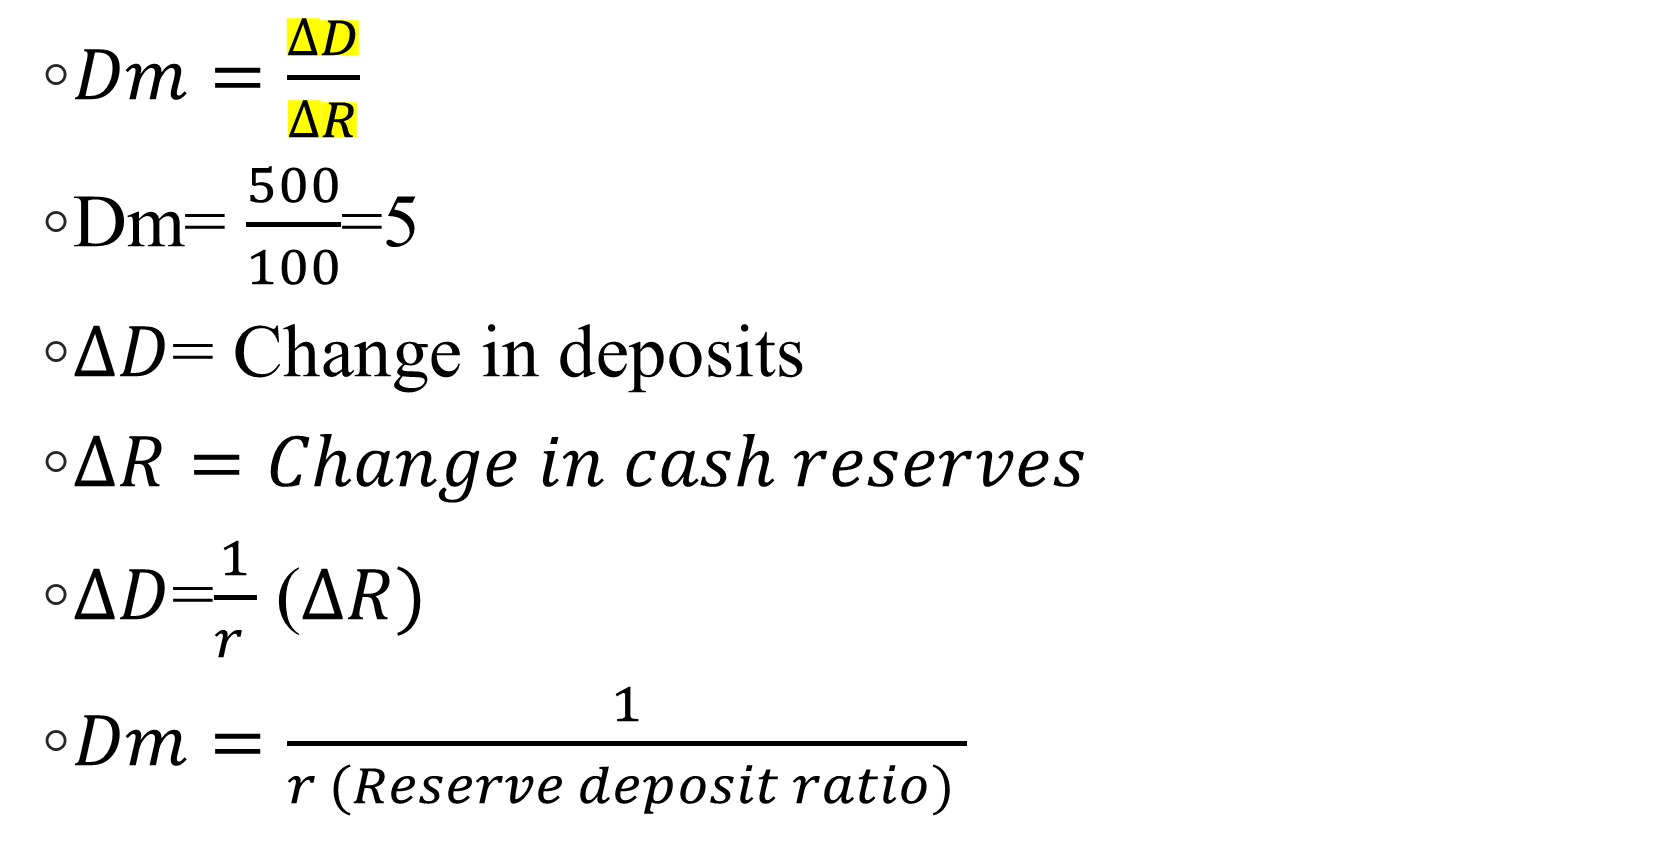 ◦Dm = ΔD/ΔR
◦Dm= 500/100=5
◦ΔD= Change in deposits
◦ΔR = Change in cash reserves
◦ΔD=1/r (ΔR)
◦Dm = 1/r (Reserve deposit ratio)